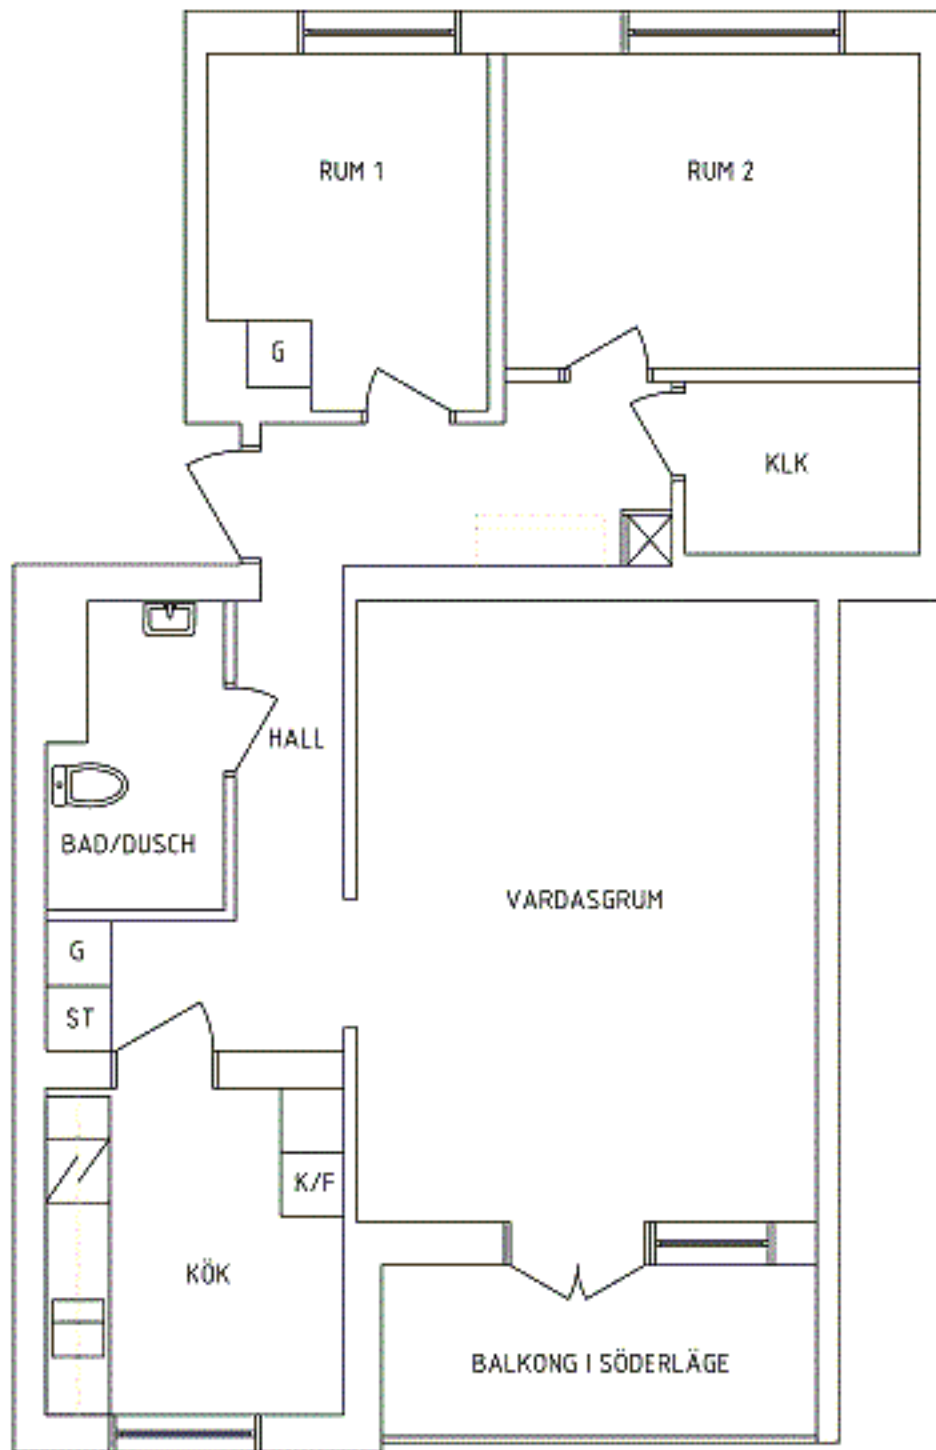 RUM 1
RUM 2
G
KLK
HALL
BAD/DUSCH
VARDASGRUM
G
ST
K/F
KÖK
BALKONG I SÖDERLÄGE